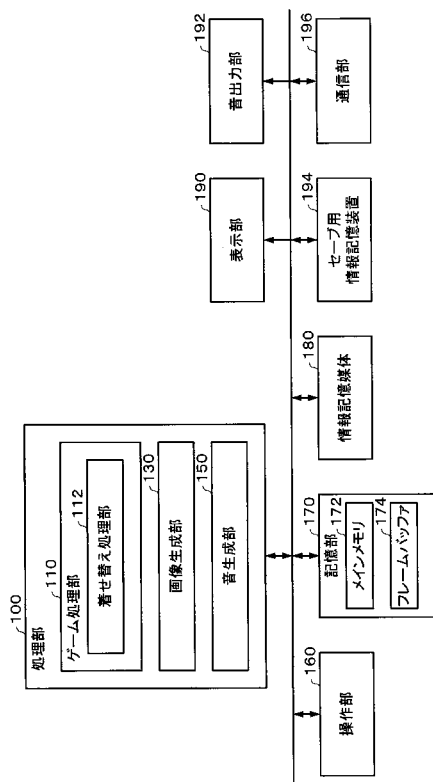 100
処理部
110
ゲーム処理部
112
着せ替え処理部
130
画像生成部
150
音生成部
190
表示部
192
音出力部
160
操作部
170
記憶部
172
メインメモリ
174
フレームバッファ
180
情報記憶媒体
194
セーブ用
情報記憶装置
196
通信部